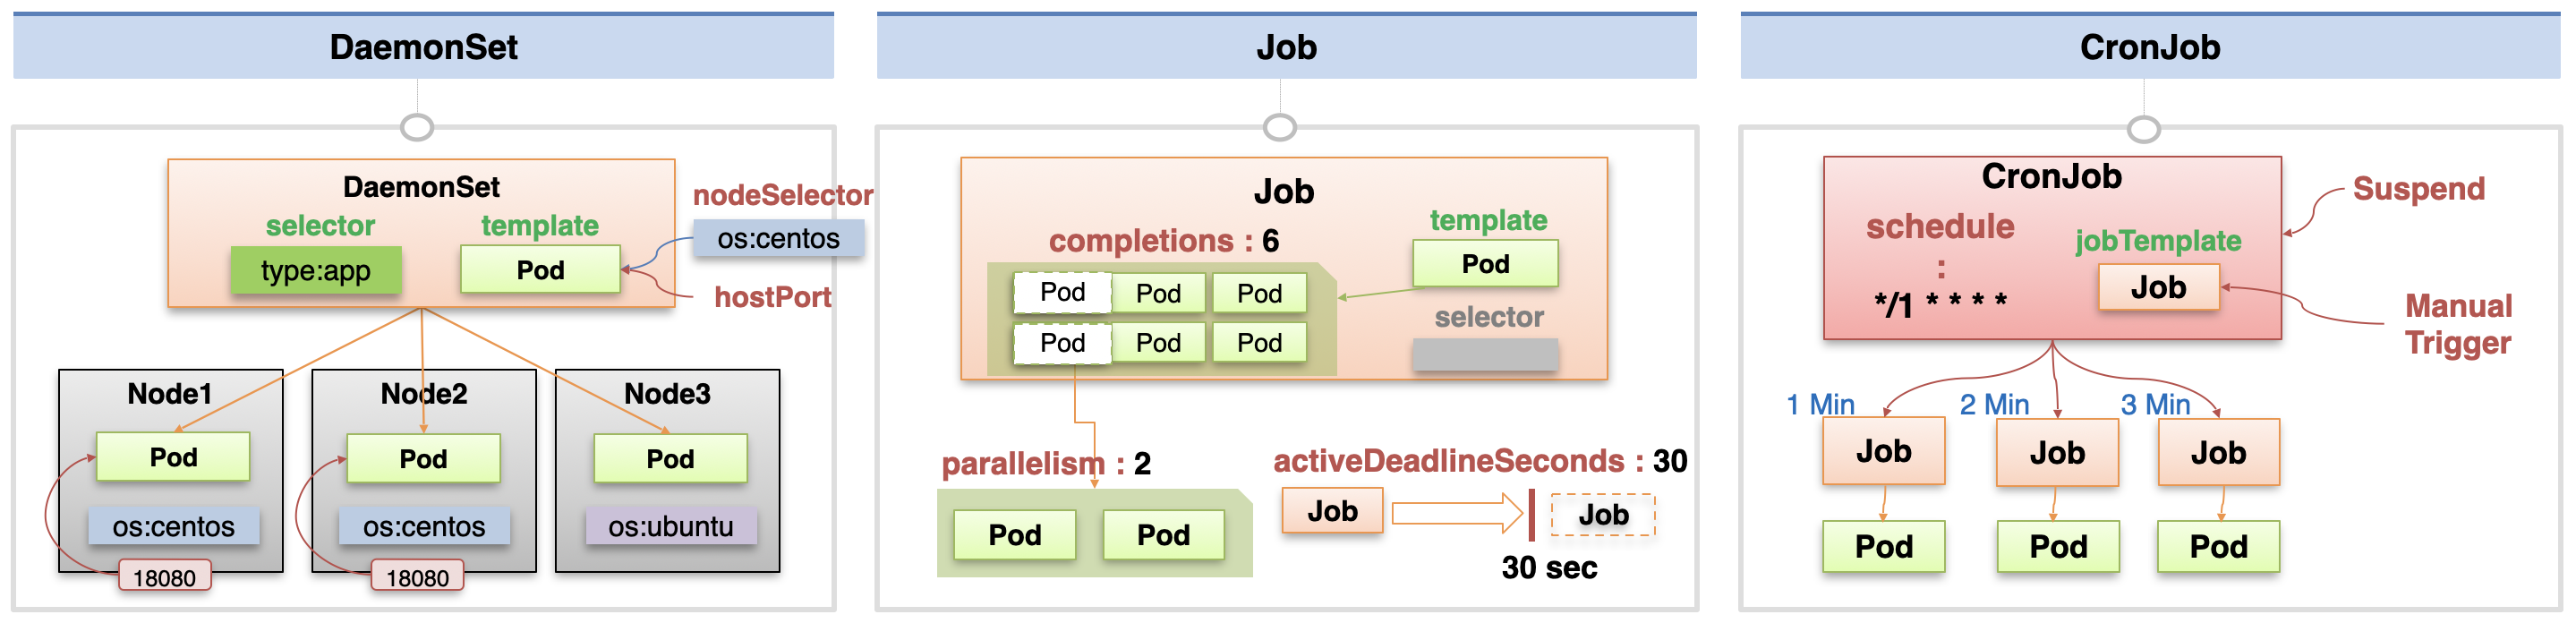 DaemonSet
DaemonSet
selector
template
type:app
Pod
nodeSelector
os:centos
hostPort
Node1
Node2
Node3
Pod
Pod
Pod
os:centos
os:centos
os:ubuntu
18080
18080
Job
Job
completions : 6
template
Pod
Pod Pod Pod
Pod Pod Pod
selector
parallelism : 2
Pod
Pod
activeDeadlineSeconds : 30
Job
Job
30 sec
CronJob
CronJob
schedule
:
*/1 * * * *
jobTemplate
Job
Suspend
Manual
Trigger
1 Min
2 Min
3 Min
Job
Job
Job
Pod
Pod
Pod